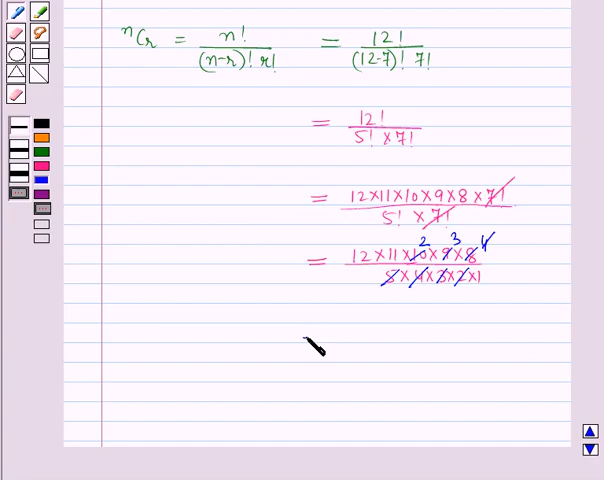 ⁿCᵣ = n! / (n-r)! r! = 12! / (12-7)! 7!
= 12! / 5! × 7!
= 12 × 11 × 10 × 9 × 8 × 7! / 5! × 7!
= 12 × 11 × 10 2 × 9 3 × 8 4 / 5 × 4 × 3 × 2 × 1